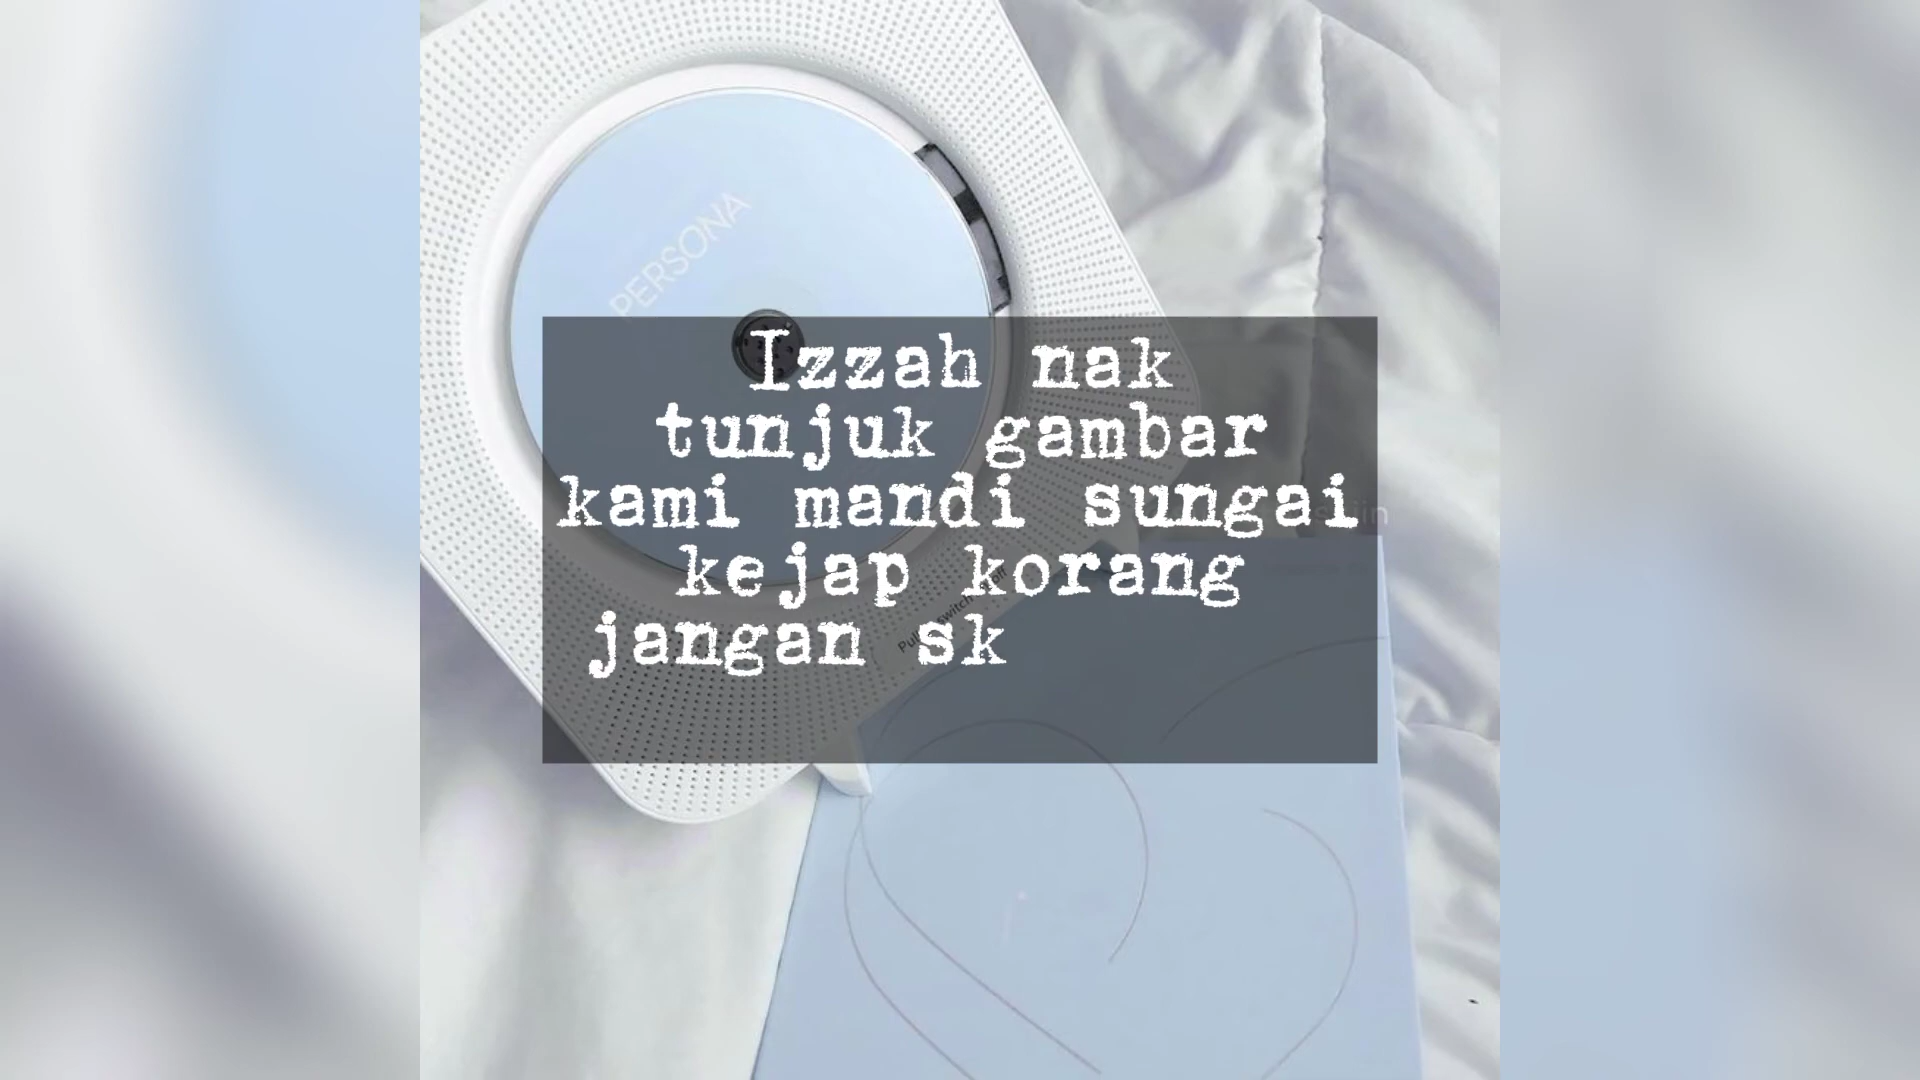 PERSONA
Izzah nak
tunjuk gambar
kami mandi sungai
kejap korang
jangan sk